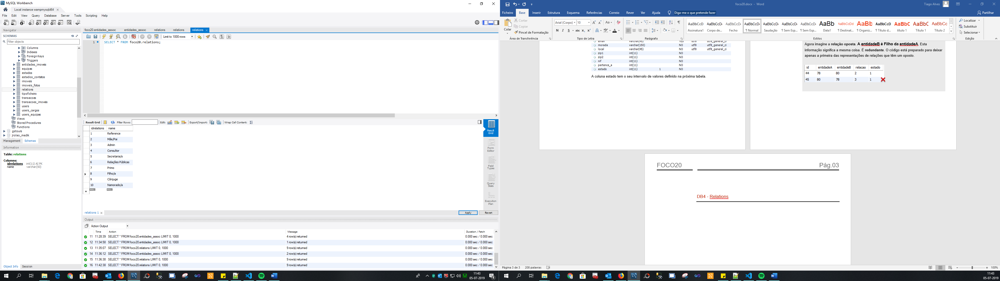 MySQL Workbench
Local instance wampmysqld64
File Edit View Query Database Server Tools Scripting Help
Navigator
SCHEMAS
Filter objects
Columns
Indexes
Foreign Keys
Triggers
entidades_imoveis
equipas
estados
estados_contatos
imoveis
imoveis_fotos
relations
tipoficheiro
transacoes
transacoes_imoveis
users
users_cargos
users_equipas
Views
Stored Procedures
Functions
gstours
jrolao_medik
Management Schemas
Information
Table: relations
Columns:
idrelations int(11) AI PK
name varchar(50)
Object Info Session
foco20.entidades_assoc entidades_assoc relations relations relations
Limit to 1000 rows
1 SELECT * FROM foco20.relations;
Result Grid Filter Rows: Edit: Export/Import: Wrap Cell Content:
idrelations name
1 Reference
2 Mãe/Pai
3 Admin
4 Consultor
5 Secretaria/o
6 Relações Públicas
7 Primo
8 Filho/a
9 Cônjuge
10 Namorado/a
NULL NULL
Result Grid
Form Editor
Field Types
Query Stats
Execution Plan
relations 1
Apply Revert
Output
Action Output
Time Action Message Duration / Fetch
11 11:28:39 SELECT * FROM foco20.entidades_assoc LIMIT 0, 1000 4 row(s) returned 0.000 sec / 0.000 sec
12 11:34:58 SELECT * FROM foco20.entidades_assoc LIMIT 0, 1000 1 row(s) returned 0.000 sec / 0.000 sec
13 11:35:07 SELECT * FROM foco20.relations LIMIT 0, 1000 9 row(s) returned 0.000 sec / 0.000 sec
14 11:36:12 SELECT * FROM foco20.entidades_assoc LIMIT 0, 1000 2 row(s) returned 0.000 sec / 0.000 sec
15 11:36:38 SELECT * FROM foco20.relations LIMIT 0, 1000 9 row(s) returned 0.000 sec / 0.000 sec
16 11:42:38 SELECT * FROM foco20.relations LIMIT 0, 1000 9 row(s) returned 0.000 sec / 0.000 sec
11:43
05-07-2019
foco20.docx - Word
Tiago Alves
Ficheiro Base Inserir Estrutura Esquema Referências Correio Rever Ver Ajuda Diga-me o que pretende fazer
Partilhar
Colar
Cortar
Copiar
Pincel de Formatação
Área de Transferência
Arial (Corpo) 10
N I S abc
Tipo de Letra
Parágrafo
AaBbCcD AaBbCcDc AaBbCcD AaBbCcDc AaBbCcDc AaBbCcDc AaBbCcDc AaBb AaBbCcDd AaBb AaBbCcD AaBbC AaBbC AaBbCc
Assinatura1 Corpo de... Fecho ¶ Normal Saudação ¶ Sem Esp... ¶ Sem Esp... Data1 ¶ Destinat... ¶ Organiz... ¶ Título d... título 1 Título 1 Título 2
Estilos
Localizar
Substituir
Selecionar
Edição
email varchar(45) YES utf8 utf8_general_ci
morada varchar(150) NO utf8 utf8_general_ci
local varchar(45) NO utf8 utf8_general_ci
zip1 int(11) NO
zip2 int(11) NO
nif int(11) NO
pertence_a int(11) NO
estado int(11) 1 NO
A coluna estado tem o seu intervalo de valores definido na próxima tabela.
Agora imagine a relação oposta. A entidadeB é Filho da entidadeA. Esta
informação significa a mesma coisa. É redundante. O código está preparado para deixar
apenas a primeira das representações de relações que têm um oposto.
id entidadeA entidadeB relacao estado
44 78 80 2 1
45 80 78 3 1
FOCO20 Pág.03
DB4 - Relations
Página 3 de 3 208 palavras
100%
11:43
05-07-2019